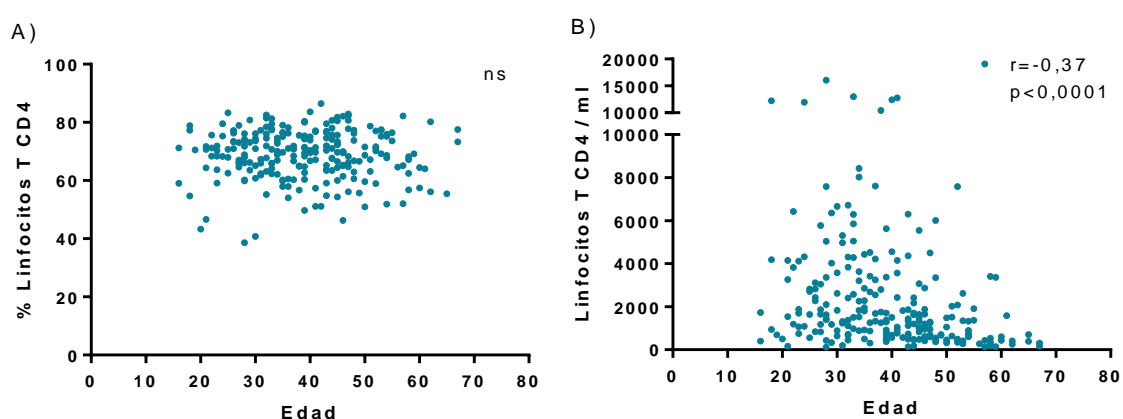 A)
ns
% Linfocitos T CD4
100
80
60
40
20
0
0 10 20 30 40 50 60 70 80
Edad
B)
r=-0,37
p<0,0001
Linfocitos T CD4 / ml
20000
15000
10000
10000
8000
6000
4000
2000
0
0 10 20 30 40 50 60 70 80
Edad